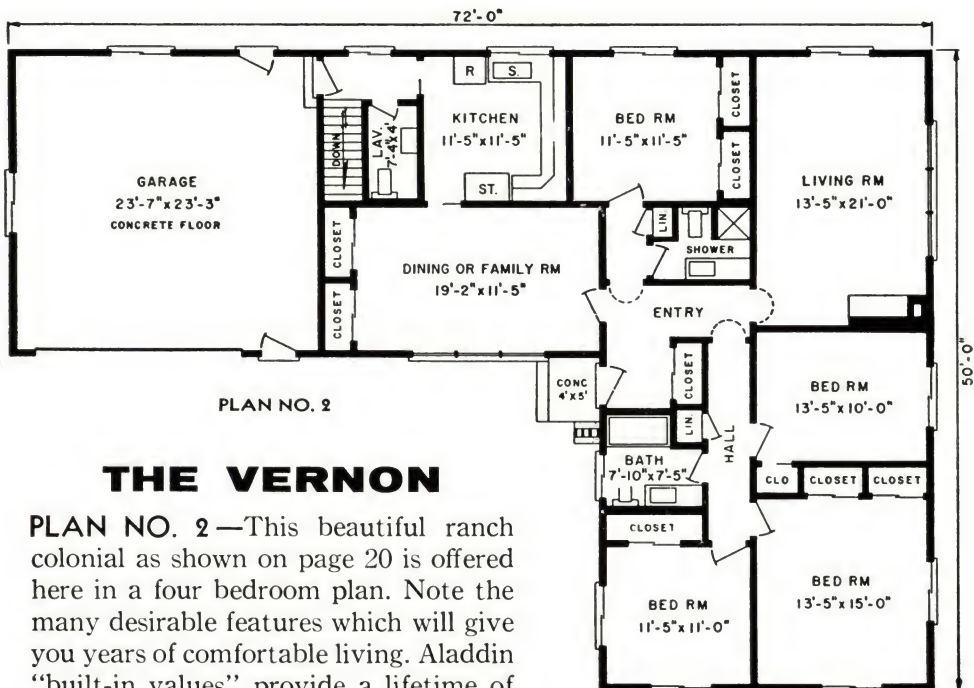 72'-0"
R
S.
KITCHEN
11'-5"x11'-5"
ST.
BED RM
11'-5"x11'-5"
CLOSET
CLOSET
LIVING RM
13'-5"x21'-0"
GARAGE
23'-7"x23'-3"
CONCRETE FLOOR
DOWN
LAV.
7'-4"x4'
CLOSET
CLOSET
DINING OR FAMILY RM
19'-2"x11'-5"
LIN.
SHOWER
ENTRY
50'-0"
CONC
4'x5'
CLOSET
BED RM
13'-5"x10'-0"
LIN.
HALL
BATH
7'-10"x7'-5"
CLO
CLOSET
CLOSET
CLOSET
BED RM
11'-5"x11'-0"
BED RM
13'-5"x15'-0"
PLAN NO. 2
THE VERNON
PLAN NO. 2—This beautiful ranch
colonial as shown on page 20 is offered
here in a four bedroom plan. Note the
many desirable features which will give
you years of comfortable living. Aladdin
"built-in values" provide a lifetime of